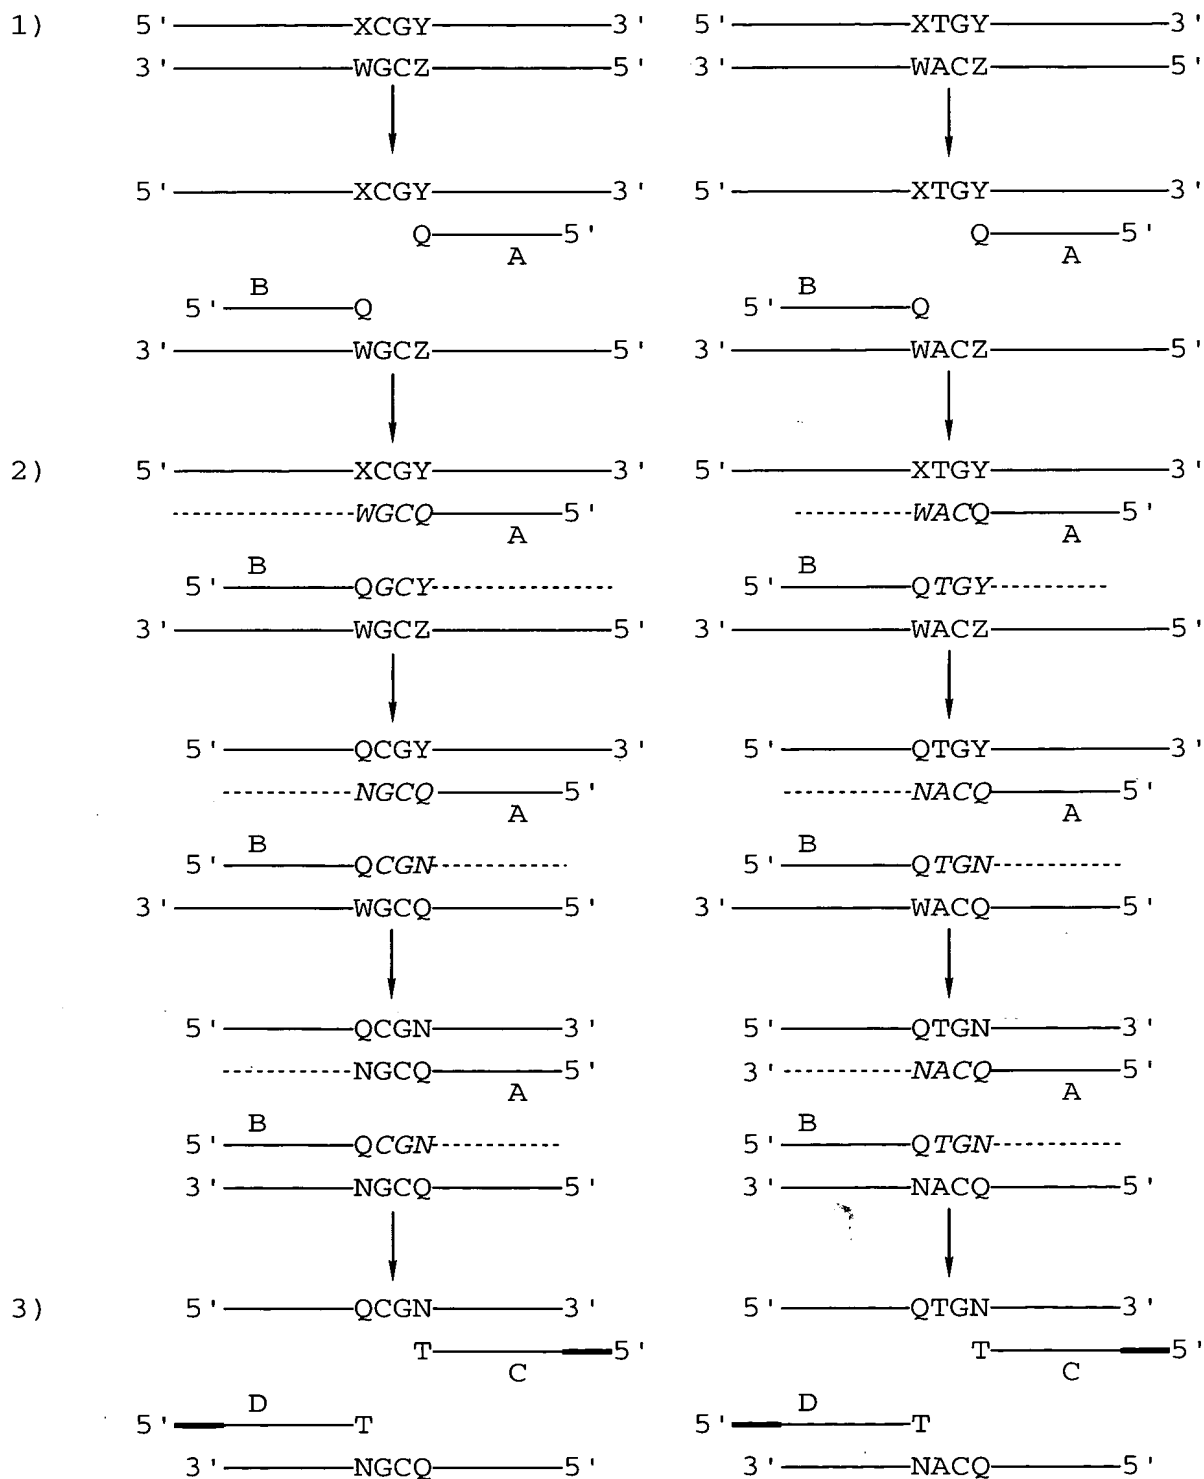 1) 5' XCGY 3' 5' XTGY 3'
3' WGCZ 5' 3' WACZ 5'
5' XCGY 3' 5' XTGY 3'
Q 5' Q 5'
A A
B B
5' Q 5' Q
3' WGCZ 5' 3' WACZ 5'
2) 5' XCGY 3' 5' XTGY 3'
WGCQ 5' WACQ 5'
A A
B B
5' QGCY 5' QTGY
3' WGCZ 5' 3' WACZ 5'
5' QCGY 3' 5' QTGY 3'
NGCQ 5' NACQ 5'
A A
B B
5' QCGN 5' QTGN
3' WGCQ 5' 3' WACQ 5'
5' QCGN 3' 5' QTGN 3'
NGCQ 5' 3' NACQ 5'
A A
B B
5' QCGN 5' QTGN
3' NGCQ 5' 3' NACQ 5'
3) 5' QCGN 3' 5' QTGN 3'
T 5' T 5'
C C
D D
5' T 5' T
3' NGCQ 5' 3' NACQ 5'